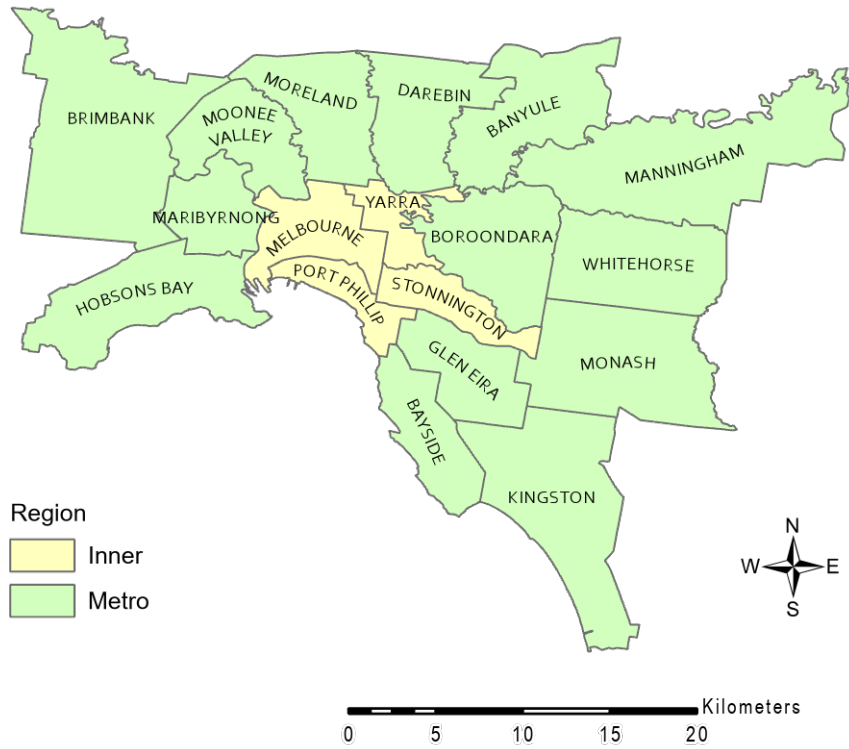 BRIMBANK
MOONEE
VALLEY
MORELAND
DAREBIN
BANYULE
MANNINGHAM
MARIBYRNONG
YARRA
MELBOURNE
BOROONDARA
WHITEHORSE
HOBSONS BAY
PORT PHILLIP
STONNINGTON
GLEN EIRA
MONASH
BAYSIDE
KINGSTON
Region
Inner
Metro
N
W E
S
Kilometers
0 5 10 15 20